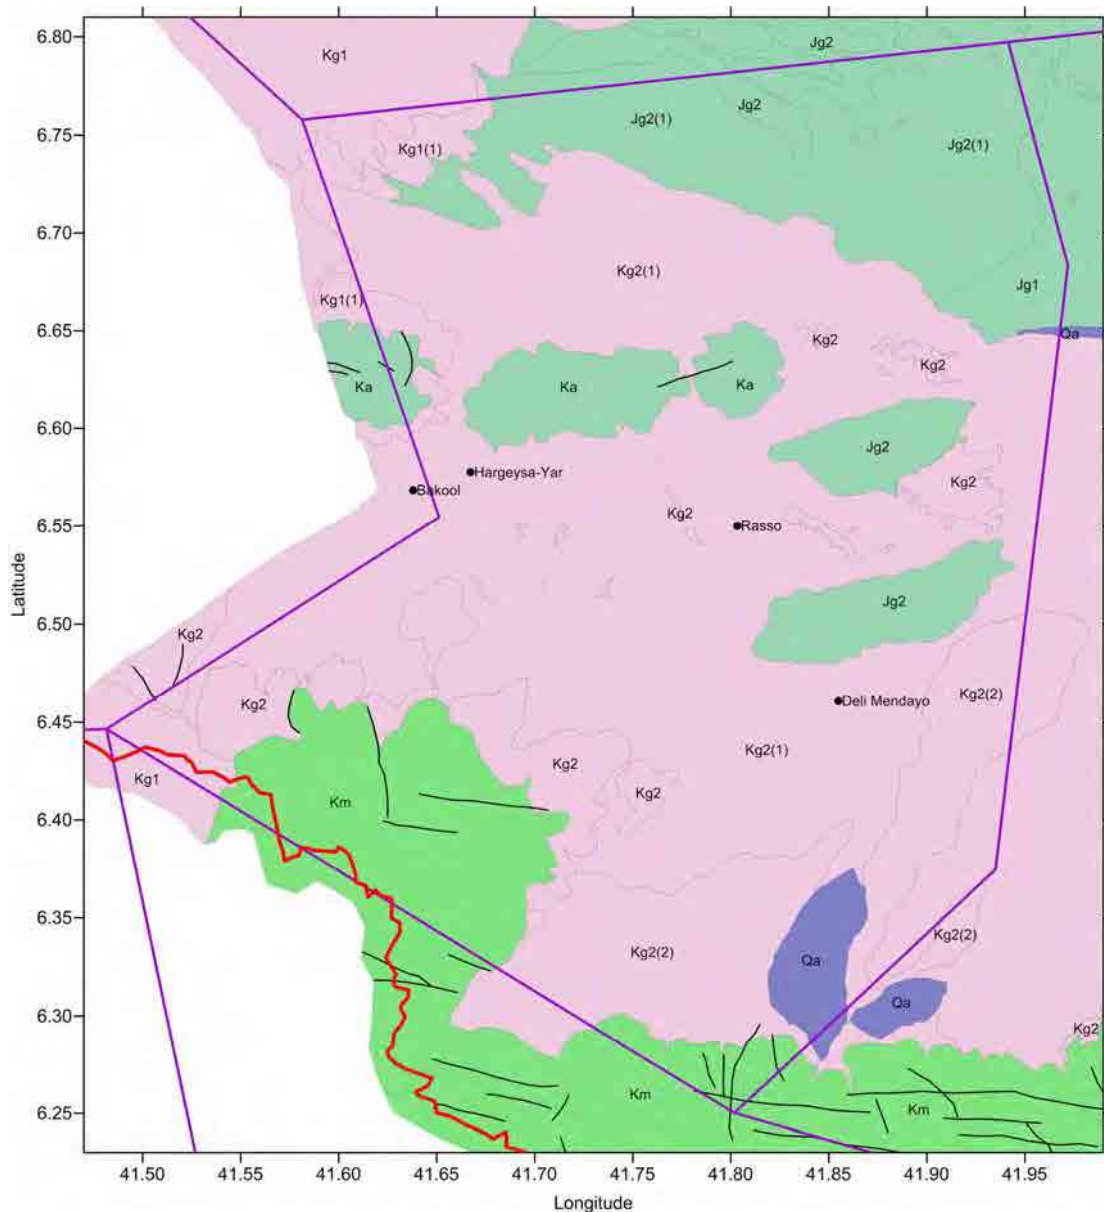 6.80
6.75
6.70
6.65
6.60
6.55
6.50
6.45
6.40
6.35
6.30
6.25
Latitude
41.50
41.55
41.60
41.65
41.70
41.75
41.80
41.85
41.90
41.95
Longitude
Kg1
Jg2
Jg2
Jg2(1)
Jg2(1)
Kg1(1)
Kg2(1)
Jg1
Kg1(1)
Qa
Kg2
Kg2
Ka
Ka
Ka
Jg2
Hargeysa-Yar
Bakool
Kg2
Kg2
Rasso
Jg2
Kg2
Kg2
Kg2(2)
Deli Mendayo
Kg2(1)
Kg2
Kg1
Km
Kg2
Kg2(2)
Kg2(2)
Qa
Qa
Kg2
Km
Km